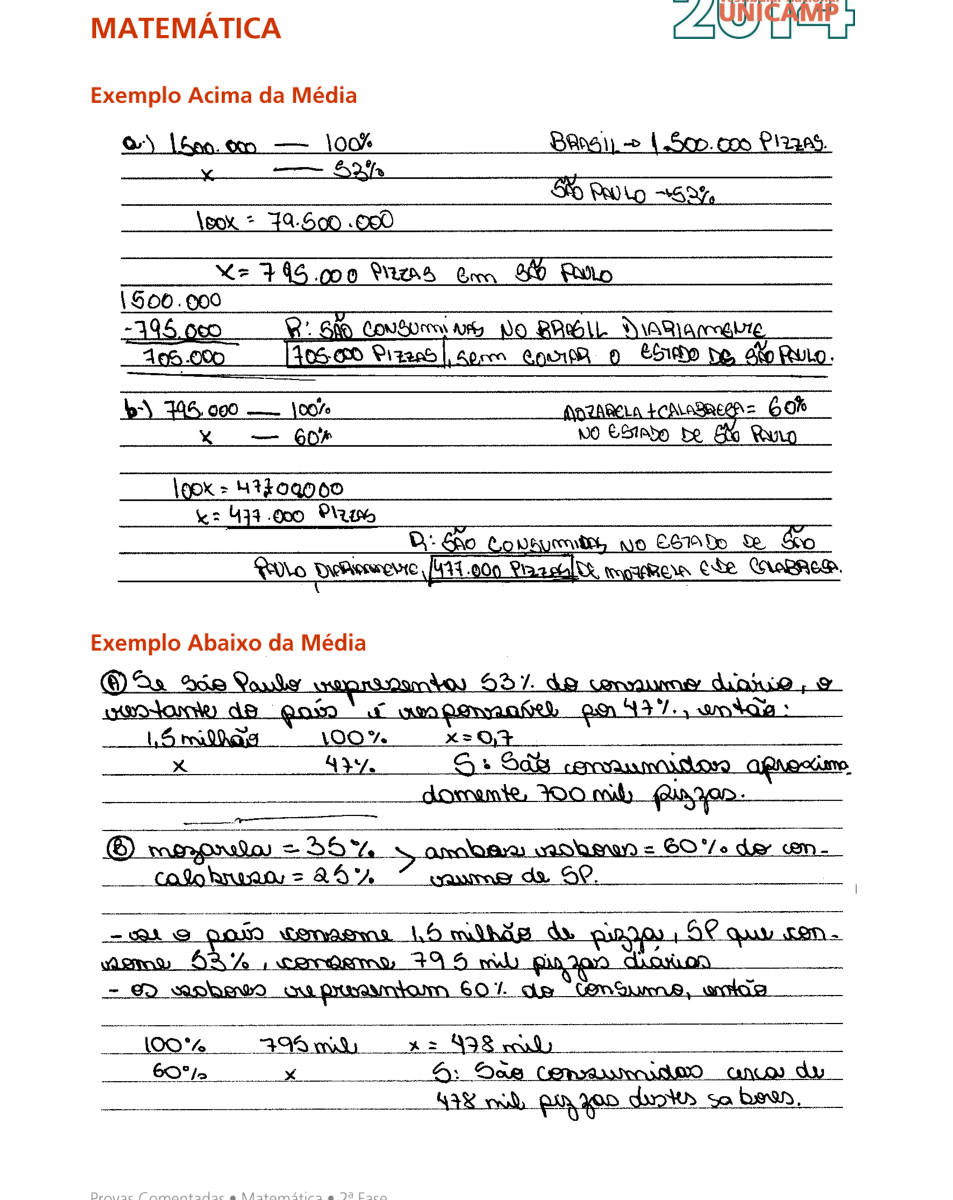 MATEMÁTICA
2014
UNICAMP
Exemplo Acima da Média
a.) 1500.000 — 100% BRASIL → 1.500.000 PIZZAS.
x — 53%
SÃO PAULO → 53%
100x = 79.500.000
x = 795.000 PIZZAS em SÃO PAULO
1500.000
-795.000 R: SÃO CONSUMINAS NO BRASIL DIARIAMENTE
705.000 705.000 PIZZAS, sem CONTAR O ESTADO DE SÃO PAULO.
b-) 795.000 — 100% MOZARELA + CALABRESA = 60%
x — 60% NO ESTADO DE SÃO PAULO
100x = 47700000
x = 477.000 PIZZAS
R: SÃO CONSUMIDAS NO ESTADO DE SÃO
PAULO DIARIAMENTE, 477.000 PIZZAS DE MOZARELA E DE CALABRESA.
Exemplo Abaixo da Média
A Se São Paulo representa 53% do consumo diário, o
restante do país é responsável por 47%, então:
1,5 milhão 100% x = 0,7
x 47% S: São consumidas aproxima
damente 700 mil pizzas.
B mozarela = 35% > ambos sabores = 60% do con-
calabresa = 25% sumo de SP.
- se o país consome 1,5 milhão de pizza, SP que con-
some 53%, consome 795 mil pizzas diárias
- os sabores representam 60% do consumo, então
100% 795 mil x = 478 mil
60% x S: São consumidas cerca de
478 mil pizzas destes sabores.
Provas Comentadas • Matemática • 2ª Fase